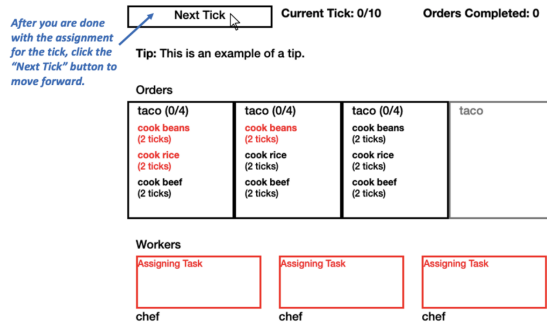 After you are done
with the assignment
for the tick, click the
“Next Tick” button to
move forward.
Next Tick
Current Tick: 0/10
Orders Completed: 0
Tip: This is an example of a tip.
Orders
taco (0/4)
cook beans
(2 ticks)
cook rice
(2 ticks)
cook beef
(2 ticks)
taco (0/4)
cook beans
(2 ticks)
cook rice
(2 ticks)
cook beef
(2 ticks)
taco (0/4)
cook beans
(2 ticks)
cook rice
(2 ticks)
cook beef
(2 ticks)
taco
Workers
Assigning Task
chef
Assigning Task
chef
Assigning Task
chef